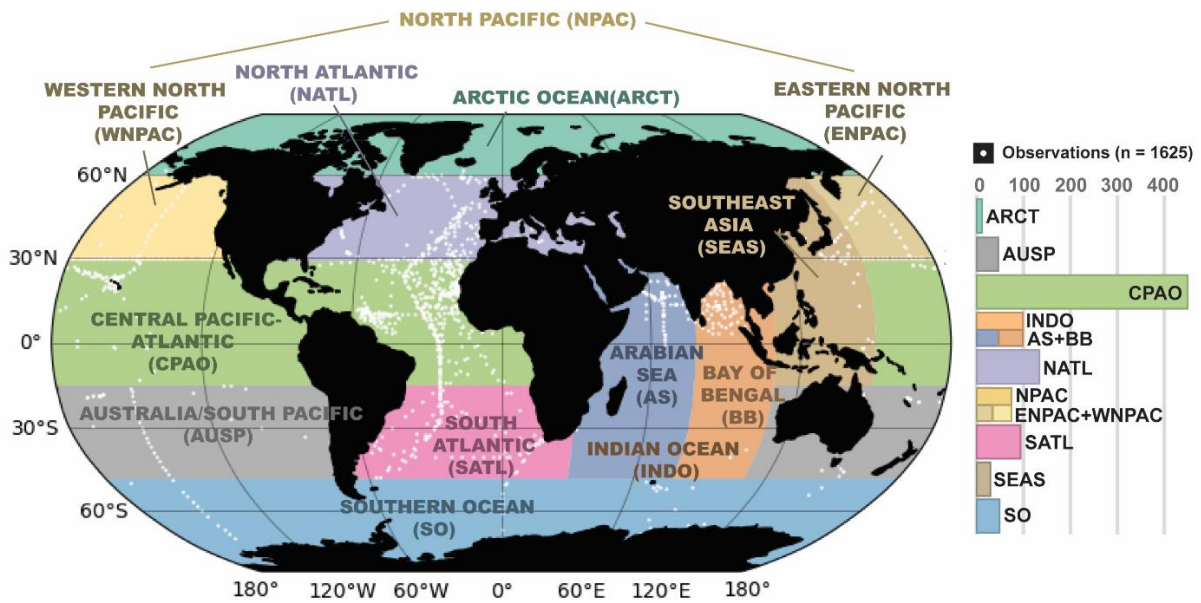 NORTH PACIFIC (NPAC)
WESTERN NORTH
PACIFIC
(WNPAC)
NORTH ATLANTIC
(NATL)
ARCTIC OCEAN(ARCT)
EASTERN NORTH
PACIFIC
(ENPAC)
60°N
30°N
0°
30°S
60°S
SOUTHEAST
ASIA
(SEAS)
CENTRAL PACIFIC-
ATLANTIC
(CPAO)
ARABIAN
SEA
(AS)
BAY OF
BENGAL
(BB)
AUSTRALIA/SOUTH PACIFIC
(AUSP)
SOUTH
ATLANTIC
(SATL)
INDIAN OCEAN
(INDO)
SOUTHERN OCEAN
(SO)
180° 120°W 60°W 0° 60°E 120°E 180°
Observations (n = 1625)
0 100 200 300 400
ARCT
AUSP
CPAO
INDO
AS+BB
NATL
NPAC
ENPAC+WNPAC
SATL
SEAS
SO